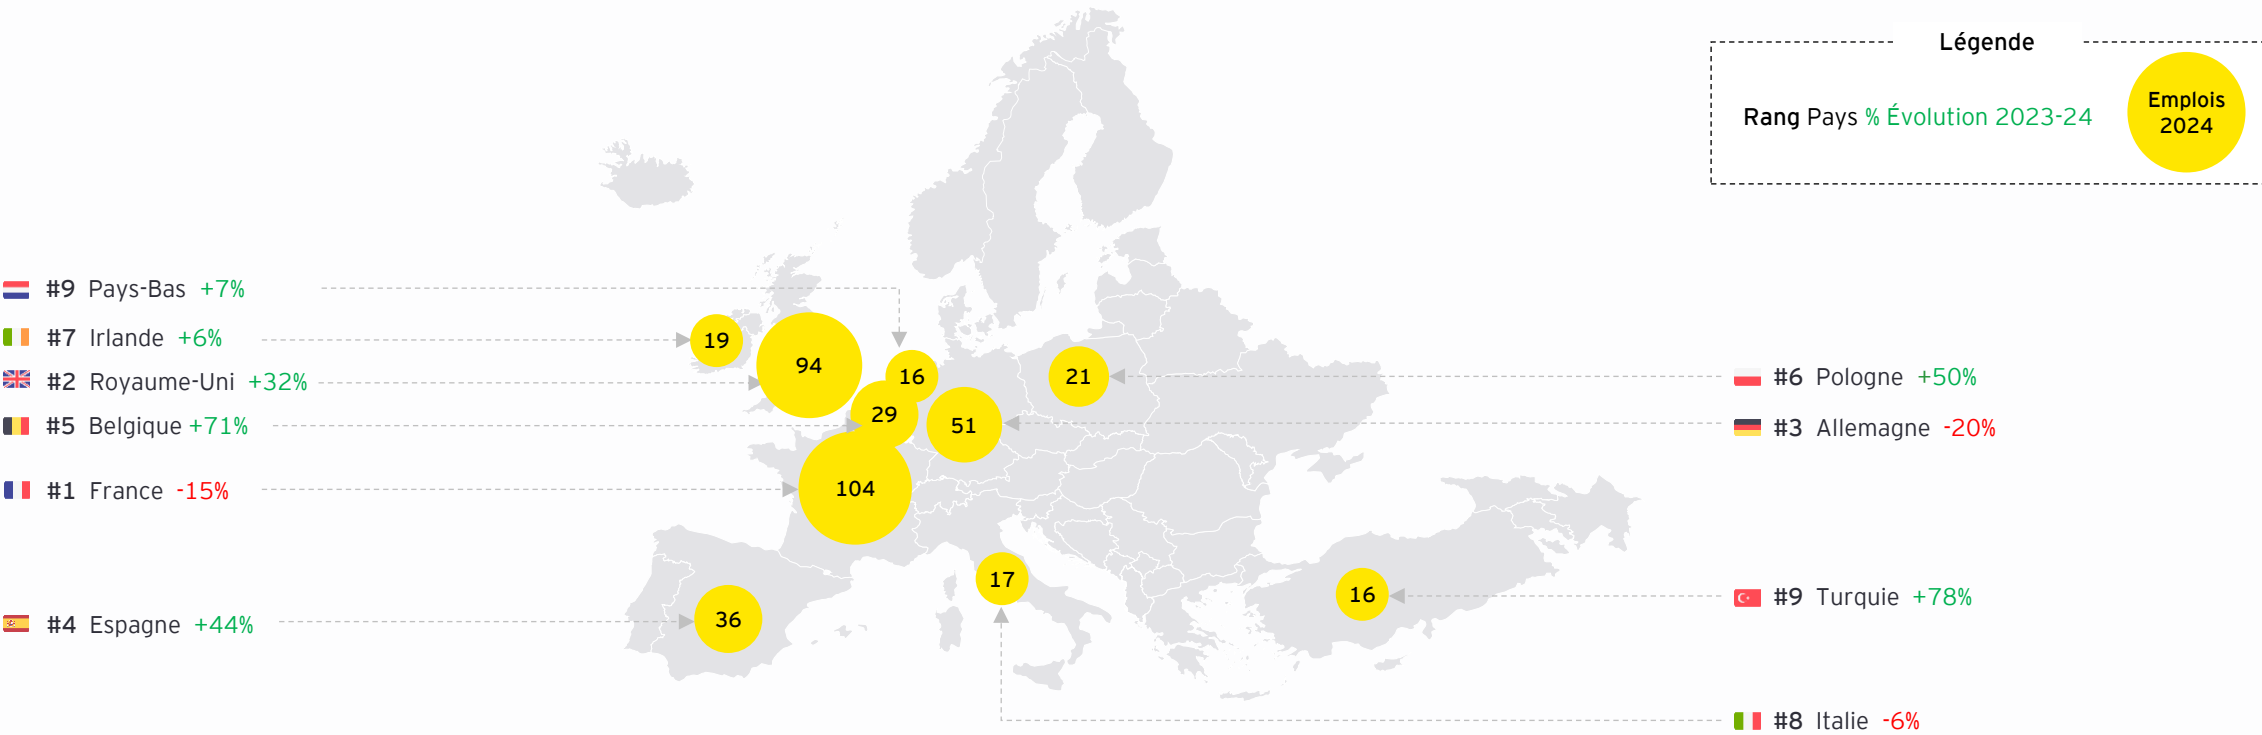 Légende
Rang Pays % Évolution 2023-24
Emplois
2024
#9 Pays-Bas +7%
#7 Irlande +6%
#2 Royaume-Uni +32%
#5 Belgique +71%
#1 France -15%
#4 Espagne +44%
19
94
16
29
51
21
104
36
17
16
#6 Pologne +50%
#3 Allemagne -20%
#9 Turquie +78%
#8 Italie -6%